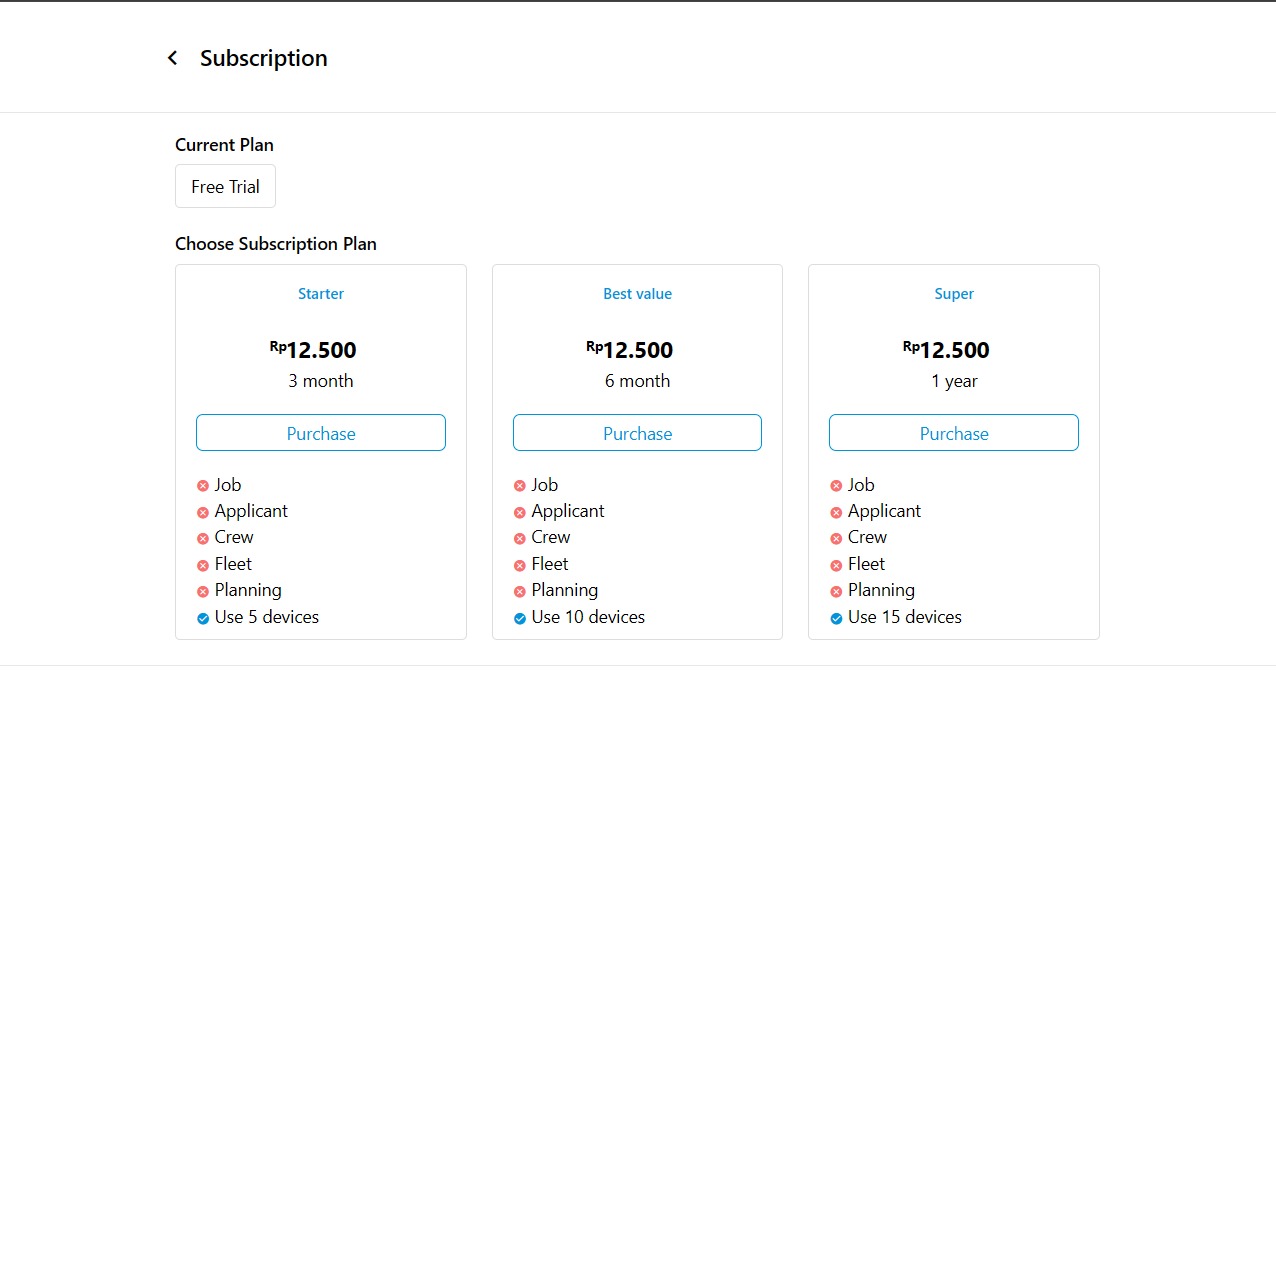 Subscription
Current Plan
Free Trial
Choose Subscription Plan
Starter
Rp12.500
3 month
Purchase
Job
Applicant
Crew
Fleet
Planning
Use 5 devices
Best value
Rp12.500
6 month
Purchase
Job
Applicant
Crew
Fleet
Planning
Use 10 devices
Super
Rp12.500
1 year
Purchase
Job
Applicant
Crew
Fleet
Planning
Use 15 devices